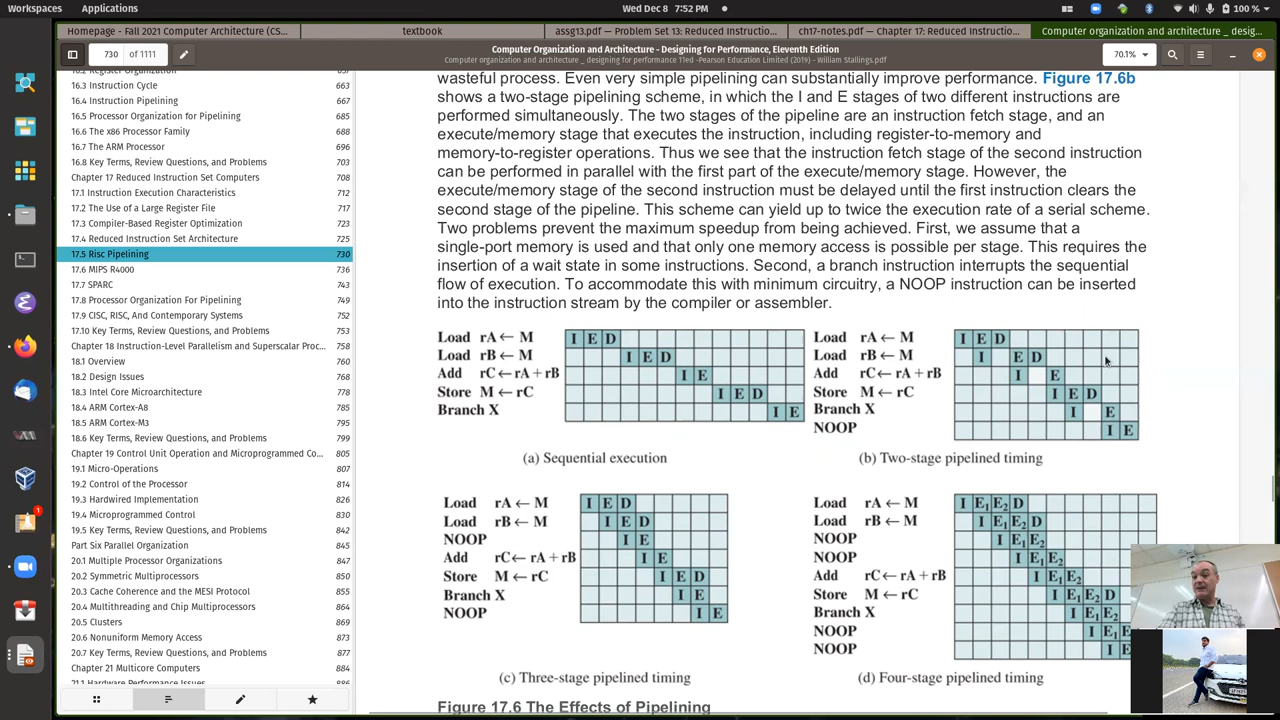 Workspaces
Applications
Wed Dec 8 7:52 PM
100 %
Homepage - Fall 2021 Computer Architecture (CS...
textbook
assg13.pdf — Problem Set 13: Reduced Instructio...
ch17-notes.pdf — Chapter 17: Reduced Instructio...
Computer organization and architecture _ desig...
730 of 1111
Computer Organization and Architecture - Designing for Performance, Eleventh Edition
Computer organization and architecture _ designing for performance 11ed -Pearson Education Limited (2019) - William Stallings.pdf
70.1%
16.2 Register Organization 657
16.3 Instruction Cycle 663
16.4 Instruction Pipelining 667
16.5 Processor Organization for Pipelining 685
16.6 The x86 Processor Family 688
16.7 The ARM Processor 696
16.8 Key Terms, Review Questions, and Problems 703
Chapter 17 Reduced Instruction Set Computers 708
17.1 Instruction Execution Characteristics 712
17.2 The Use of a Large Register File 717
17.3 Compiler-Based Register Optimization 723
17.4 Reduced Instruction Set Architecture 725
17.5 Risc Pipelining 730
17.6 MIPS R4000 736
17.7 SPARC 743
17.8 Processor Organization For Pipelining 749
17.9 CISC, RISC, And Contemporary Systems 752
17.10 Key Terms, Review Questions, and Problems 753
Chapter 18 Instruction-Level Parallelism and Superscalar Proc... 758
18.1 Overview 760
18.2 Design Issues 768
18.3 Intel Core Microarchitecture 778
18.4 ARM Cortex-A8 785
18.5 ARM Cortex-M3 795
18.6 Key Terms, Review Questions, and Problems 799
Chapter 19 Control Unit Operation and Microprogrammed Co... 802
19.1 Micro-Operations 807
19.2 Control of the Processor 814
19.3 Hardwired Implementation 826
19.4 Microprogrammed Control 830
19.5 Key Terms, Review Questions, and Problems 842
Part Six Parallel Organization 845
20.1 Multiple Processor Organizations 847
20.2 Symmetric Multiprocessors 850
20.3 Cache Coherence and the MESI Protocol 855
20.4 Multithreading and Chip Multiprocessors 864
20.5 Clusters 869
20.6 Nonuniform Memory Access 873
20.7 Key Terms, Review Questions, and Problems 877
Chapter 21 Multicore Computers 884
21.1 Hardware Performance Issues 886
wasteful process. Even very simple pipelining can substantially improve performance. Figure 17.6b
shows a two-stage pipelining scheme, in which the I and E stages of two different instructions are
performed simultaneously. The two stages of the pipeline are an instruction fetch stage, and an
execute/memory stage that executes the instruction, including register-to-memory and
memory-to-register operations. Thus we see that the instruction fetch stage of the second instruction
can be performed in parallel with the first part of the execute/memory stage. However, the
execute/memory stage of the second instruction must be delayed until the first instruction clears the
second stage of the pipeline. This scheme can yield up to twice the execution rate of a serial scheme.
Two problems prevent the maximum speedup from being achieved. First, we assume that a
single-port memory is used and that only one memory access is possible per stage. This requires the
insertion of a wait state in some instructions. Second, a branch instruction interrupts the sequential
flow of execution. To accommodate this with minimum circuitry, a NOOP instruction can be inserted
into the instruction stream by the compiler or assembler.
Load rA ← M I E D
Load rB ← M I E D
Add rC ← rA + rB I E
Store M ← rC I E D
Branch X I E
(a) Sequential execution
Load rA ← M I E D
Load rB ← M I E D
Add rC ← rA + rB I E
Store M ← rC I E D
Branch X I E
NOOP I E
(b) Two-stage pipelined timing
Load rA ← M I E D
Load rB ← M I E D
NOOP I E
Add rC ← rA + rB I E
Store M ← rC I E D
Branch X I E
NOOP I E
(c) Three-stage pipelined timing
Load rA ← M I E₁ E₂ D
Load rB ← M I E₁ E₂ D
NOOP I E₁ E₂
NOOP I E₁ E₂
Add rC ← rA + rB I E₁ E₂
Store M ← rC I E₁ E₂ D
Branch X I E₁ E₂
NOOP I E₁ E
NOOP I E
(d) Four-stage pipelined timing
Figure 17.6 The Effects of Pipelining
1